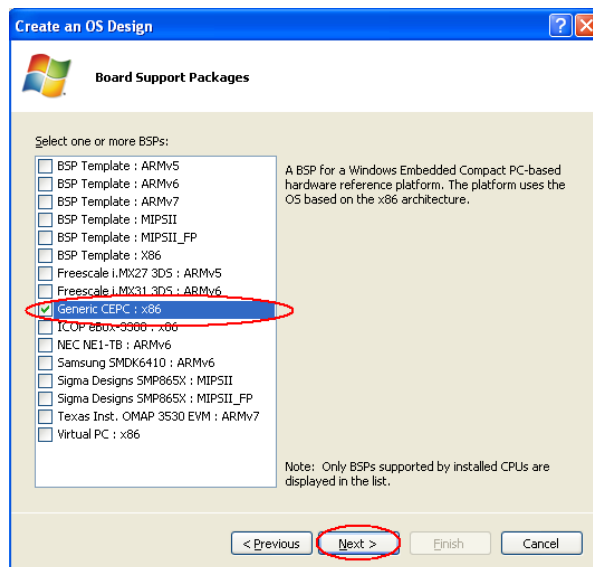 Create an OS Design
Board Support Packages
Select one or more BSPs:
BSP Template : ARMv5
BSP Template : ARMv6
BSP Template : ARMv7
BSP Template : MIPSII
BSP Template : MIPSII_FP
BSP Template : X86
Freescale i.MX27 3DS : ARMv5
Freescale i.MX31 3DS : ARMv6
Generic CEPC : x86
ICOP eBox-3300 : x86
NEC NE1-TB : ARMv6
Samsung SMDK6410 : ARMv6
Sigma Designs SMP865X : MIPSII
Sigma Designs SMP865X : MIPSII_FP
Texas Inst. OMAP 3530 EVM : ARMv7
Virtual PC : x86
A BSP for a Windows Embedded Compact PC-based
hardware reference platform. The platform uses the
OS based on the x86 architecture.
Note: Only BSPs supported by installed CPUs are
displayed in the list.
< Previous
Next >
Finish
Cancel